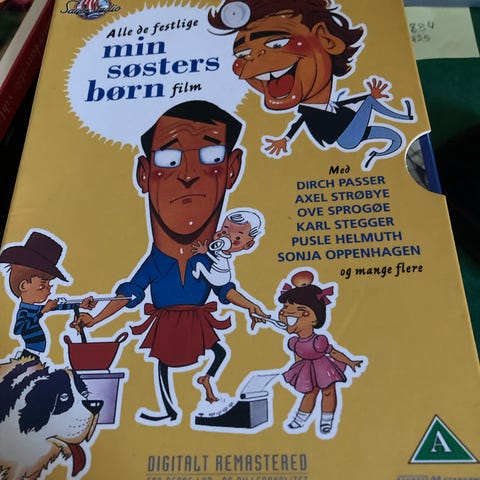 Alle de festlige
min
søsters
børn film
Med
DIRCH PASSER
AXEL STRØBYE
OVE SPROGØE
KARL STEGGER
PUSLE HELMUTH
SONJA OPPENHAGEN
og mange flere
A
DIGITALT REMASTERED